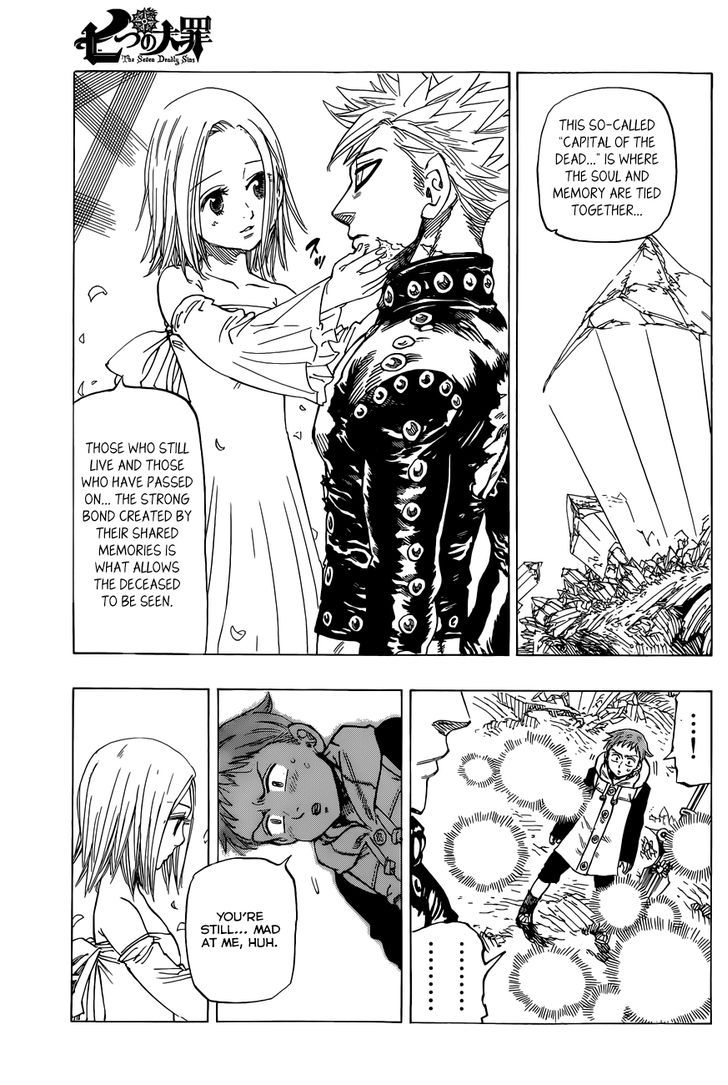 七つの大罪
The Seven Deadly Sins
THIS SO-CALLED
"CAPITAL OF THE
DEAD..." IS WHERE
THE SOUL AND
MEMORY ARE TIED
TOGETHER...
THOSE WHO STILL
LIVE AND THOSE
WHO HAVE PASSED
ON... THE STRONG
BOND CREATED BY
THEIR SHARED
MEMORIES IS
WHAT ALLOWS
THE DECEASED
TO BE SEEN.
...!
.........
YOU'RE
STILL... MAD
AT ME, HUH.